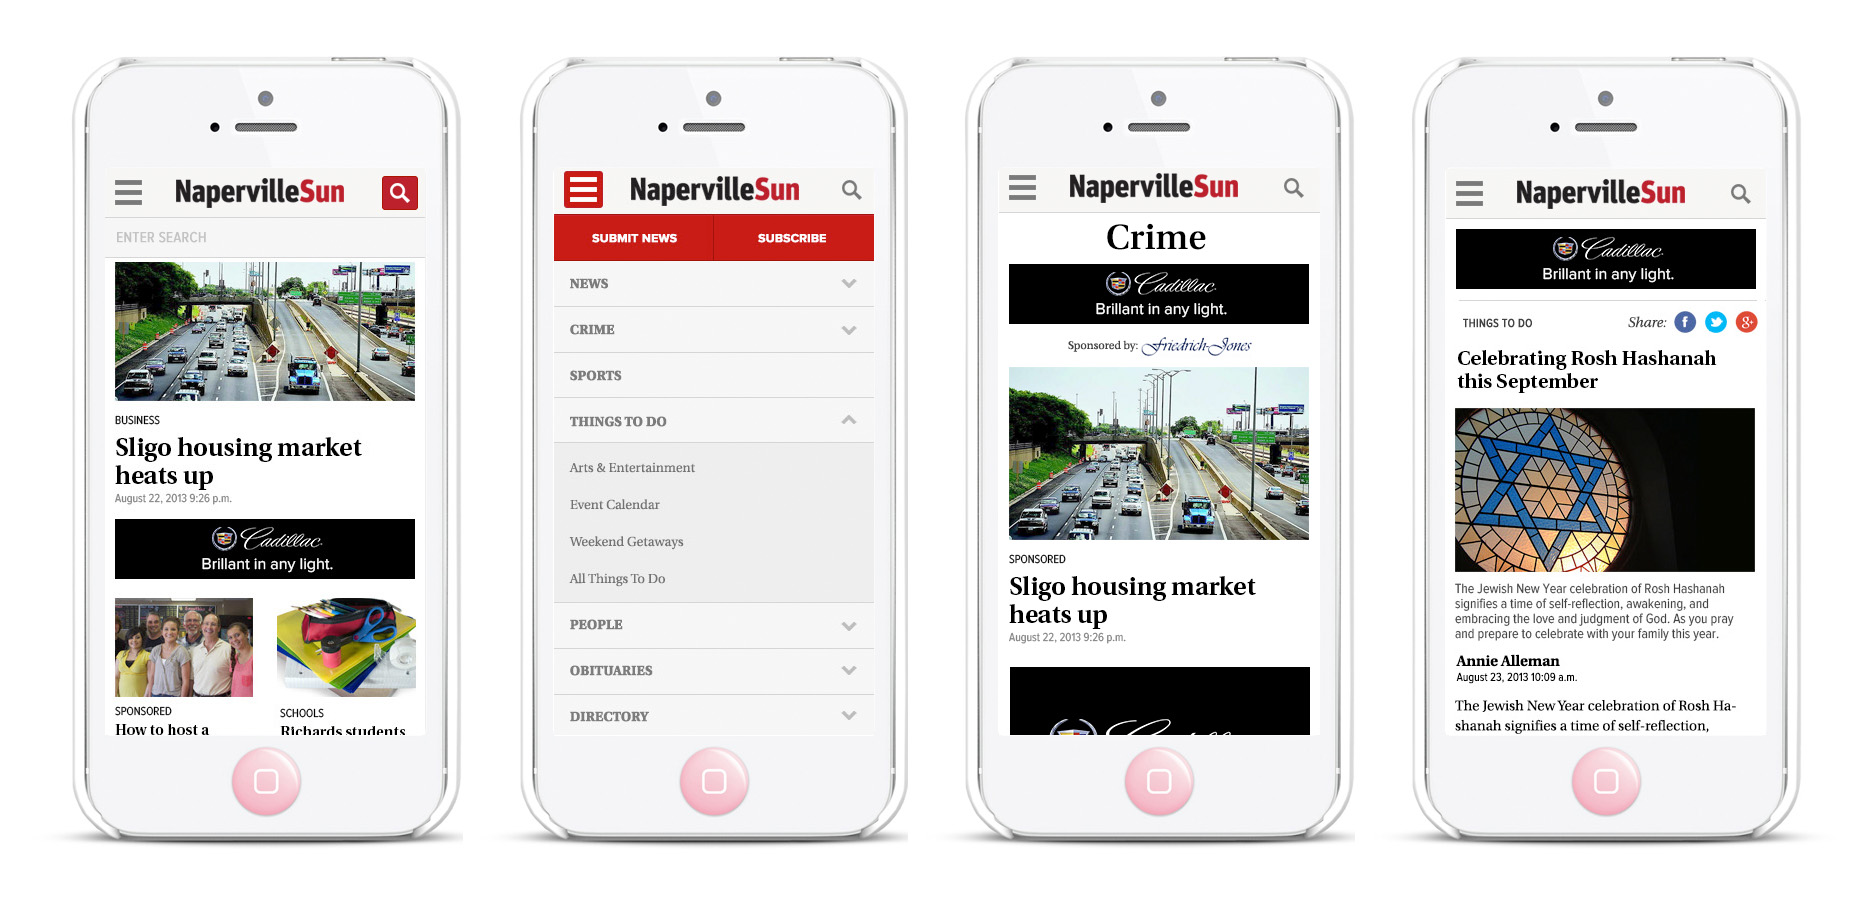 NapervilleSun
ENTER SEARCH
BUSINESS
Sligo housing market
heats up
August 22, 2013 9:26 p.m.
Cadillac
Brillant in any light.
SPONSORED
How to host a
SCHOOLS
Richards students
NapervilleSun
SUBMIT NEWS
SUBSCRIBE
NEWS
CRIME
SPORTS
THINGS TO DO
Arts & Entertainment
Event Calendar
Weekend Getaways
All Things To Do
PEOPLE
OBITUARIES
DIRECTORY
NapervilleSun
Crime
Cadillac
Brillant in any light.
Sponsored by: Friedrich-Jones
SPONSORED
Sligo housing market
heats up
August 22, 2013 9:26 p.m.
NapervilleSun
Cadillac
Brillant in any light.
THINGS TO DO
Share: f g+
Celebrating Rosh Hashanah
this September
The Jewish New Year celebration of Rosh Hashanah
signifies a time of self-reflection, awakening, and
embracing the love and judgment of God. As you pray
and prepare to celebrate with your family this year.
Annie Alleman
August 23, 2013 10:09 a.m.
The Jewish New Year celebration of Rosh Ha-
shanah signifies a time of self-reflection,